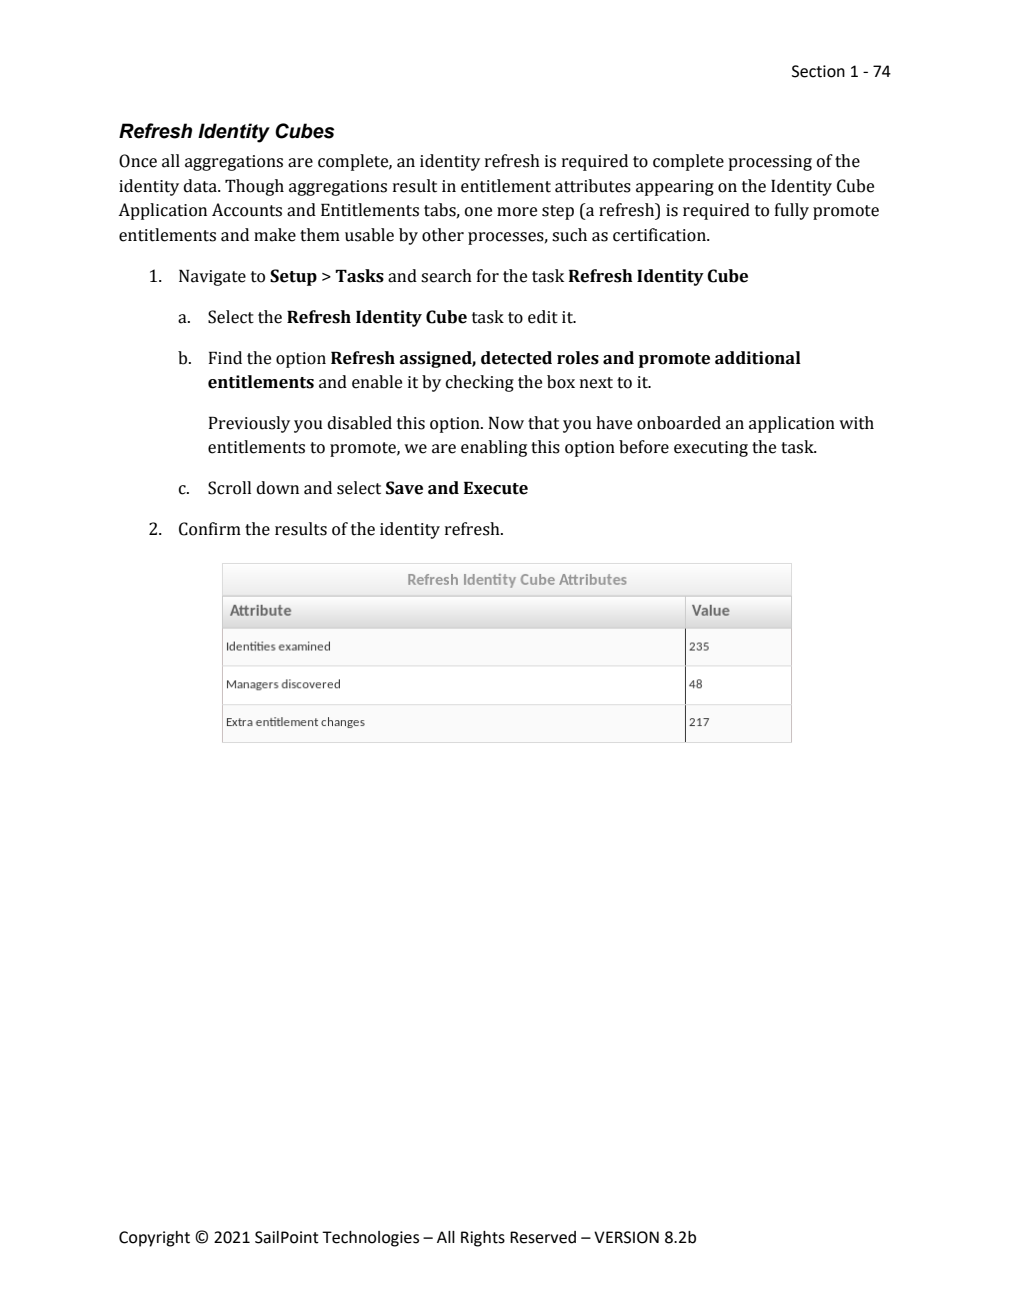 Section 1 - 74
Refresh Identity Cubes
Once all aggregations are complete, an identity refresh is required to complete processing of the
identity data. Though aggregations result in entitlement attributes appearing on the Identity Cube
Application Accounts and Entitlements tabs, one more step (a refresh) is required to fully promote
entitlements and make them usable by other processes, such as certification.
1. Navigate to Setup > Tasks and search for the task Refresh Identity Cube
a. Select the Refresh Identity Cube task to edit it.
b. Find the option Refresh assigned, detected roles and promote additional
entitlements and enable it by checking the box next to it.
Previously you disabled this option. Now that you have onboarded an application with
entitlements to promote, we are enabling this option before executing the task.
c. Scroll down and select Save and Execute
2. Confirm the results of the identity refresh.
Refresh Identity Cube Attributes
Attribute Value
Identities examined 235
Managers discovered 48
Extra entitlement changes 217
Copyright © 2021 SailPoint Technologies – All Rights Reserved – VERSION 8.2b